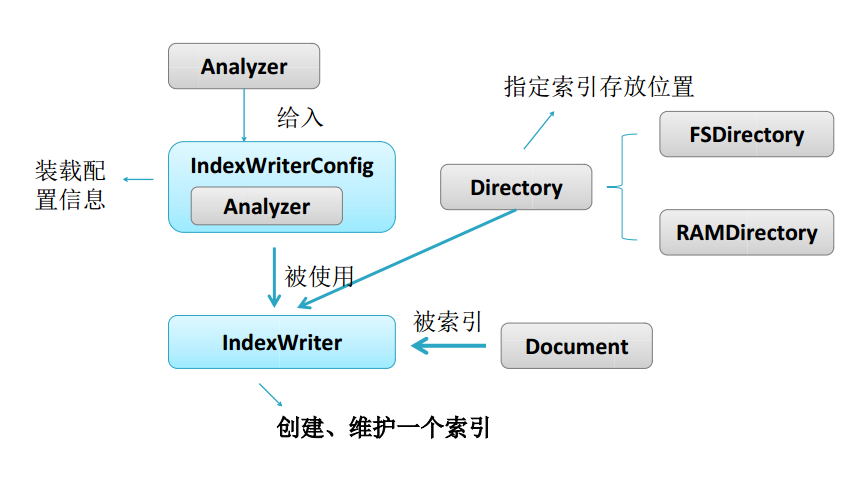 Analyzer
指定索引存放位置
给入
FSDirectory
装载配
置信息
IndexWriterConfig
Analyzer
Directory
RAMDirectory
被使用
被索引
IndexWriter
Document
创建、维护一个索引